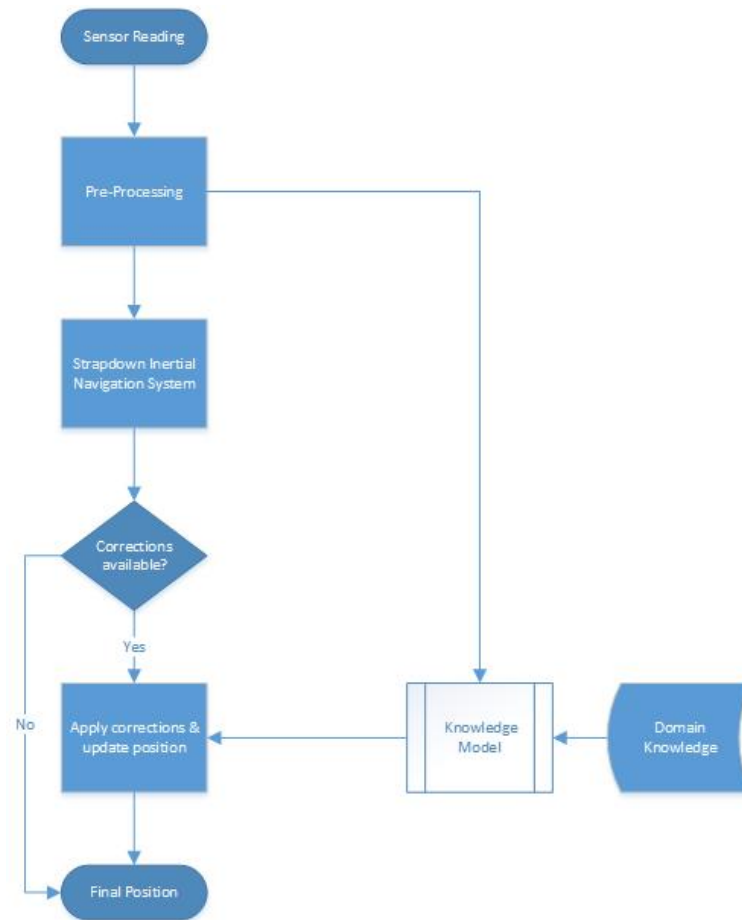 Sensor Reading
Pre-Processing
Strapdown Inertial
Navigation System
Corrections
available?
Yes
No
Apply corrections &
update position
Knowledge
Model
Domain
Knowledge
Final Position